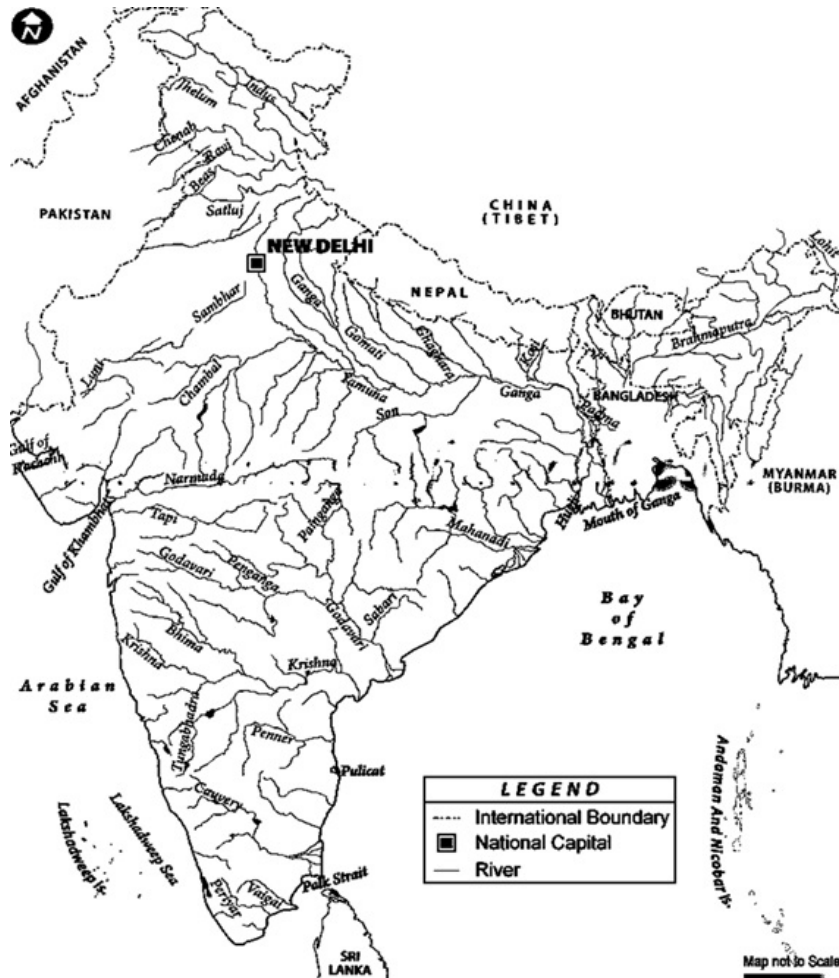 N
AFGHANISTAN
Indus
Jhelum
Chenab
Ravi
Beas
Satluj
PAKISTAN
CHINA
(TIBET)
NEW DELHI
Lohit
Sambhar
Ganga
NEPAL
Gomati
Ghaghara
Kosi
BHUTAN
Brahmaputra
Luni
Chambal
Yamuna
Ganga
BANGLADESH
Padma
Son
Gulf of
Kachchh
Narmada
MYANMAR
(BURMA)
Gulf of Khambhat
Tapi
Painganga
Mahanadi
Hugli
Mouth of Ganga
Godavari
Penganga
Godavari
Sabari
Bay
of
Bengal
Bhima
Krishna
Krishna
Arabian
Sea
Tungabhadra
Penner
Pulicat
Andaman And Nicobar Is.
Cauvery
Lakshadweep Sea
Lakshadweep Is.
LEGEND
International Boundary
National Capital
River
Periyar
Vaigai
Palk Strait
SRI
LANKA
Map not to Scale